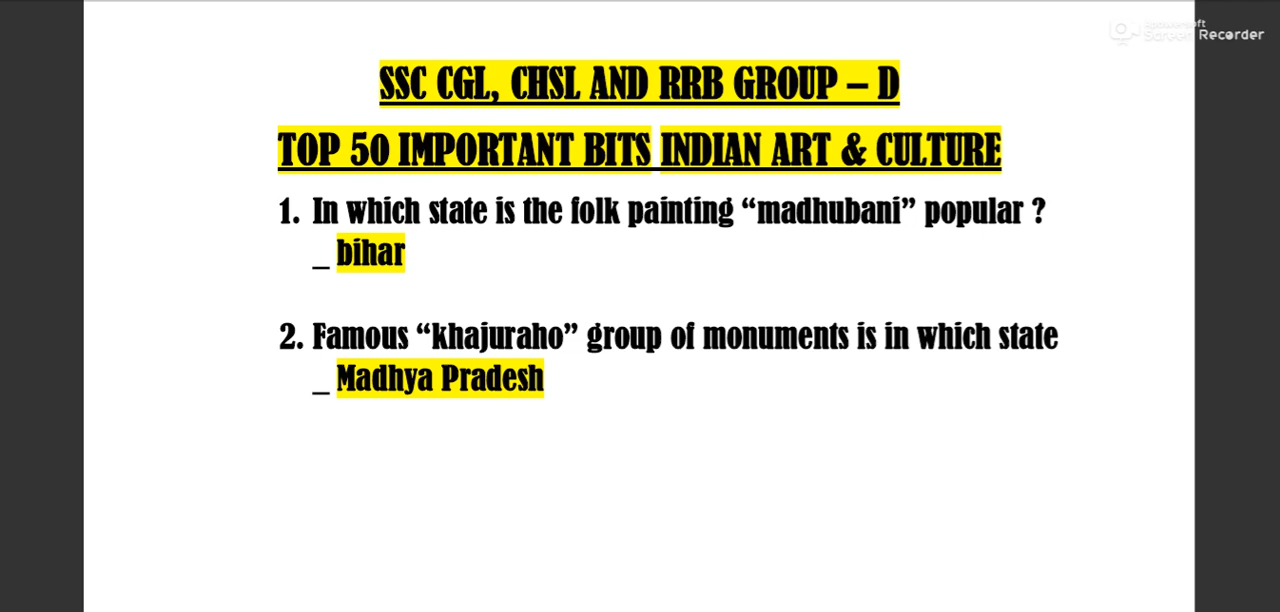 Apowersoft
Screen Recorder
SSC CGL, CHSL AND RRB GROUP – D
TOP 50 IMPORTANT BITS INDIAN ART & CULTURE
1. In which state is the folk painting “madhubani” popular ?
_ bihar
2. Famous “khajuraho” group of monuments is in which state
_ Madhya Pradesh